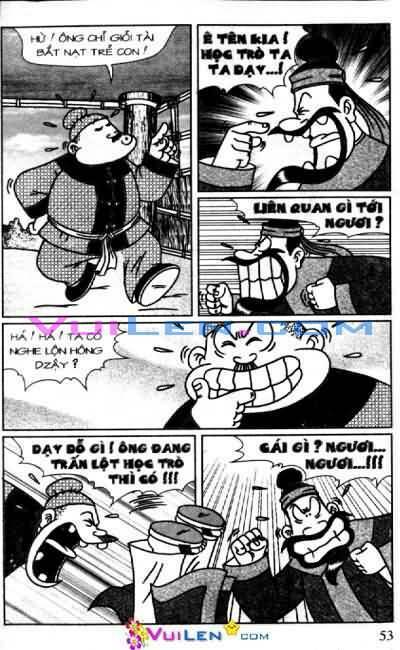 HỪ! ÔNG CHỈ GIỎI TÀI
BẮT NẠT TRẺ CON!
Ê TÊN KIA!
HỌC TRÒ TA
TA DẠY...!
LIÊN QUAN GÌ TỚI
NGƯƠI?
HÁ! HÁ! TA CÓ
NGHE LỘN HÔNG
DZẬY?
VUILEN.COM
DẠY DỖ GÌ! ÔNG ĐANG
TRẤN LỘT HỌC TRÒ
THÌ CÓ!!!
CÁI GÌ? NGƯƠI...
NGƯƠI...!!!
53
VUILEN.COM